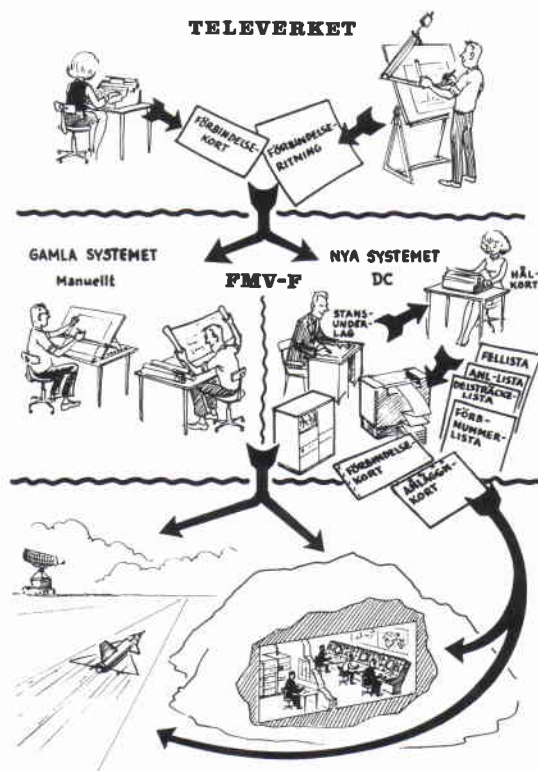 TELEVERKET
FÖRBINDELSE-
KORT
FÖRBINDELSE-
RITNING
GAMLA SYSTEMET
Manuellt
FMV-F
NYA SYSTEMET
DC
STANS-
UNDER-
LAG
HÅL-
KORT
FELLISTA
ANL-LISTA
DELSTRÄCKE-
LISTA
FÖRB-
NUMMER-
LISTA
FÖRBINDELSE-
KORT
ANLÄGGN-
KORT